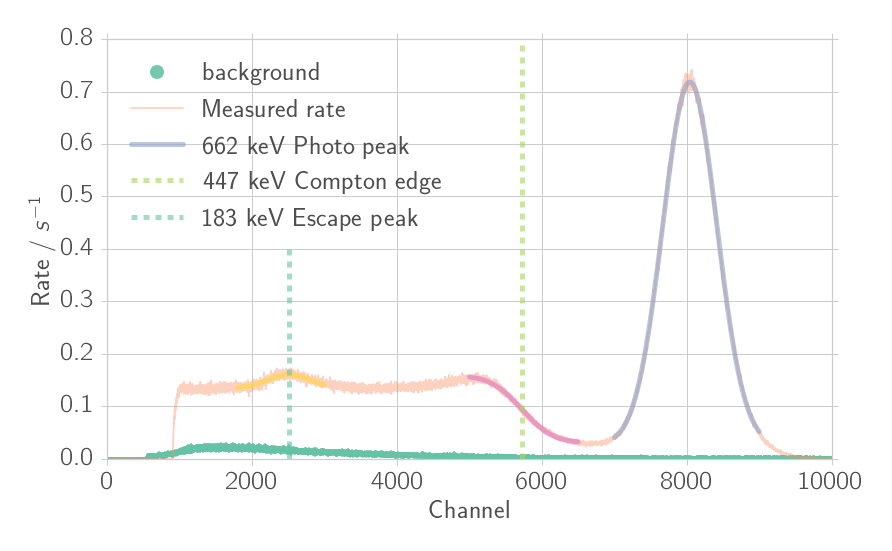 0.8
0.7
0.6
0.5
0.4
0.3
0.2
0.1
0.0
Rate / s⁻¹
background
Measured rate
662 keV Photo peak
447 keV Compton edge
183 keV Escape peak
0 2000 4000 6000 8000 10000
Channel